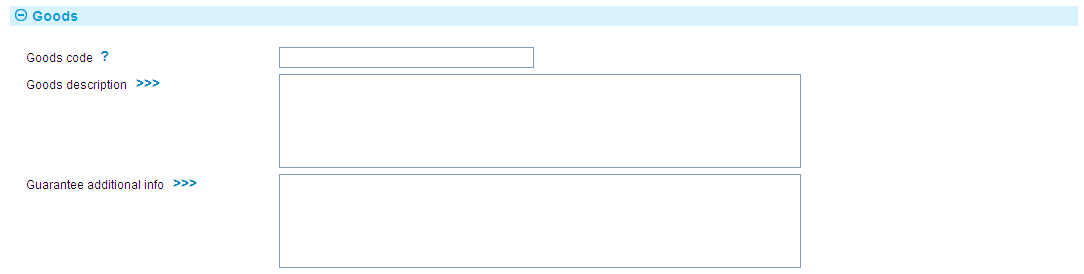 Goods
Goods code ?
Goods description >>>
Guarantee additional info >>>